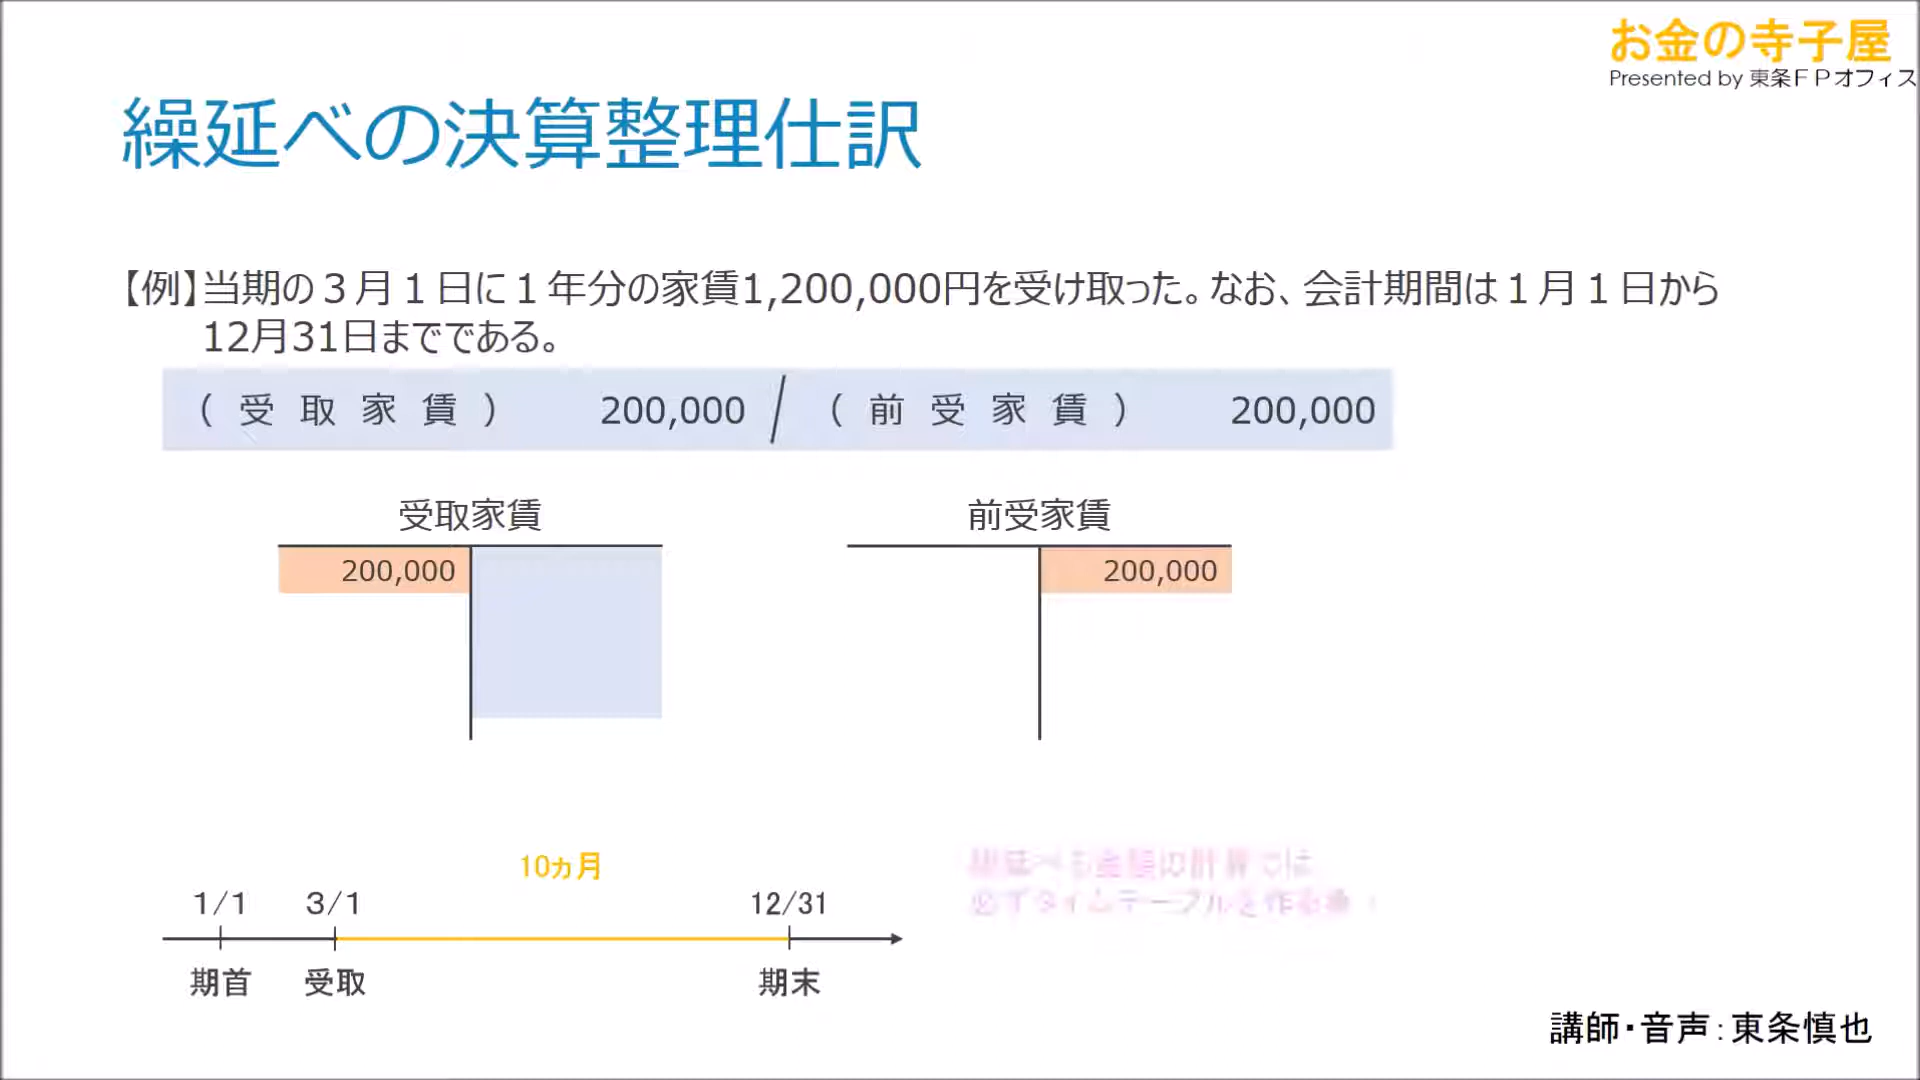 お金の寺子屋
Presented by 東条ＦＰオフィス
繰延べの決算整理仕訳
【例】当期の３月１日に１年分の家賃1,200,000円を受け取った。なお、会計期間は１月１日から
12月31日までである。
（受取家賃） 200,000 / （前受家賃） 200,000
受取家賃 前受家賃
200,000 200,000
10ヵ月
1/1 3/1 12/31
期首 受取 期末
講師・音声：東条慎也